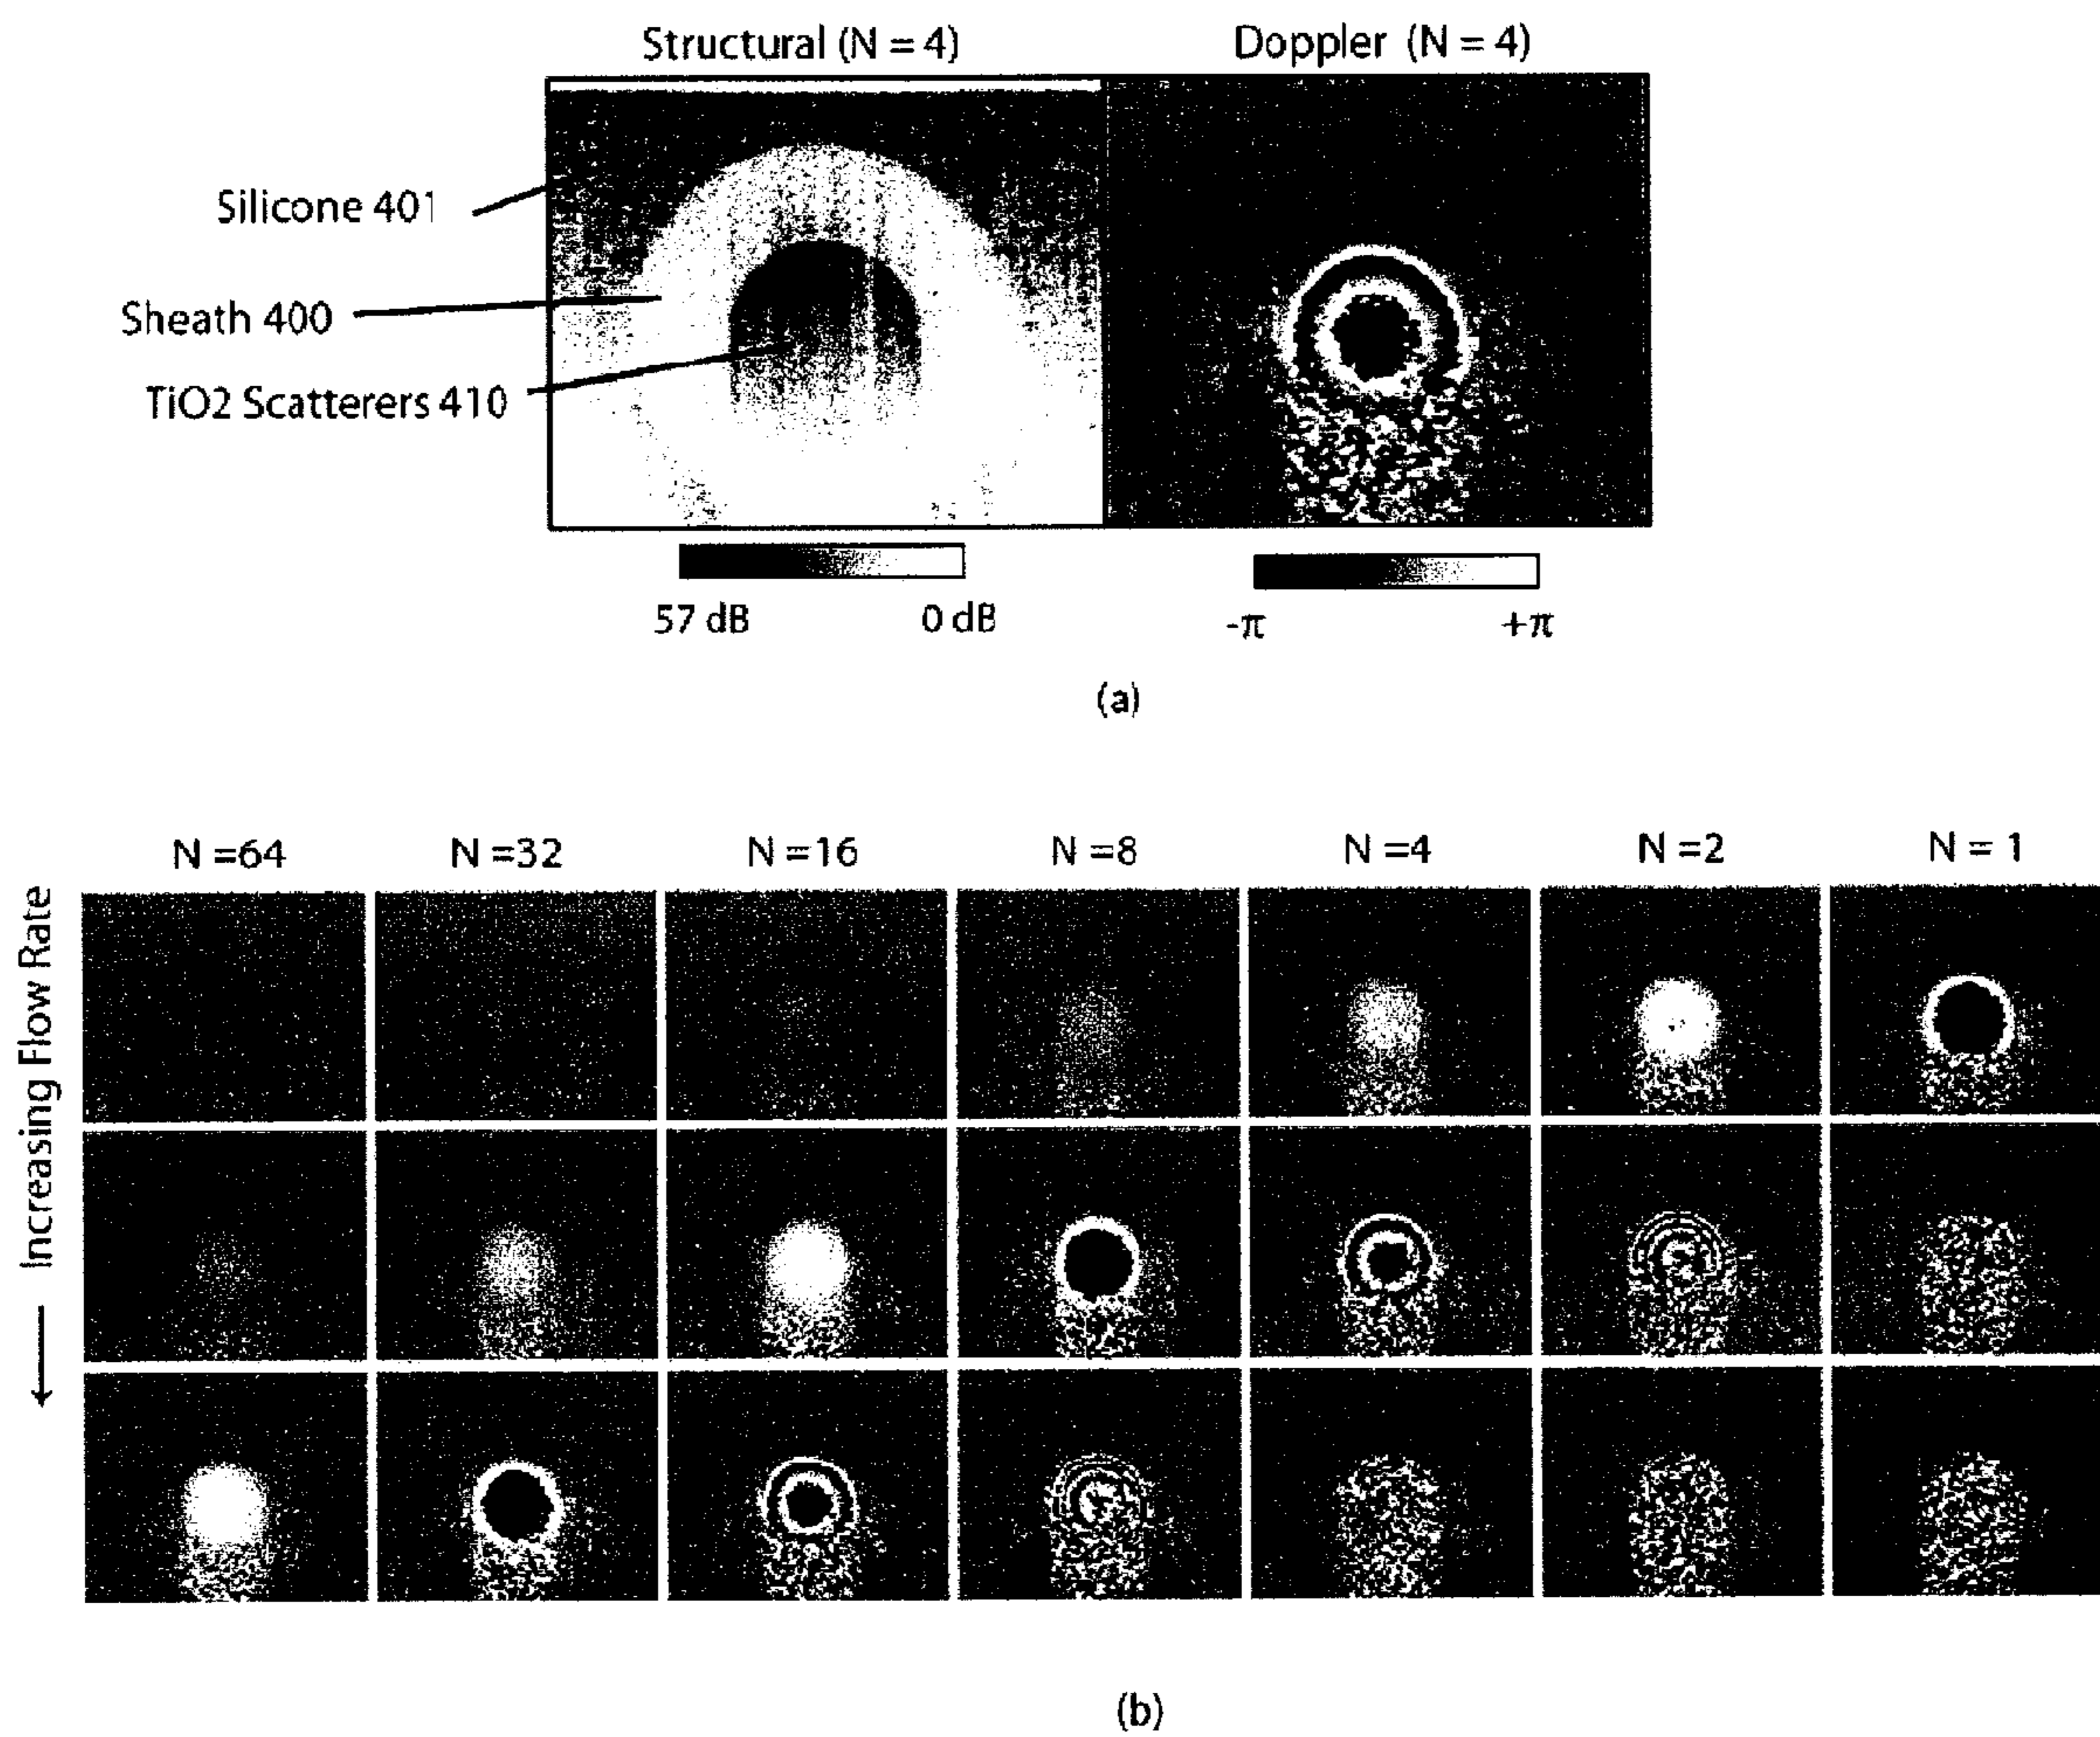 Structural (N = 4)
Doppler (N = 4)
Silicone 401
Sheath 400
TiO2 Scatterers 410
57 dB
0 dB
-π
+π
(a)
N =64
N =32
N =16
N =8
N =4
N =2
N = 1
Increasing Flow Rate
(b)